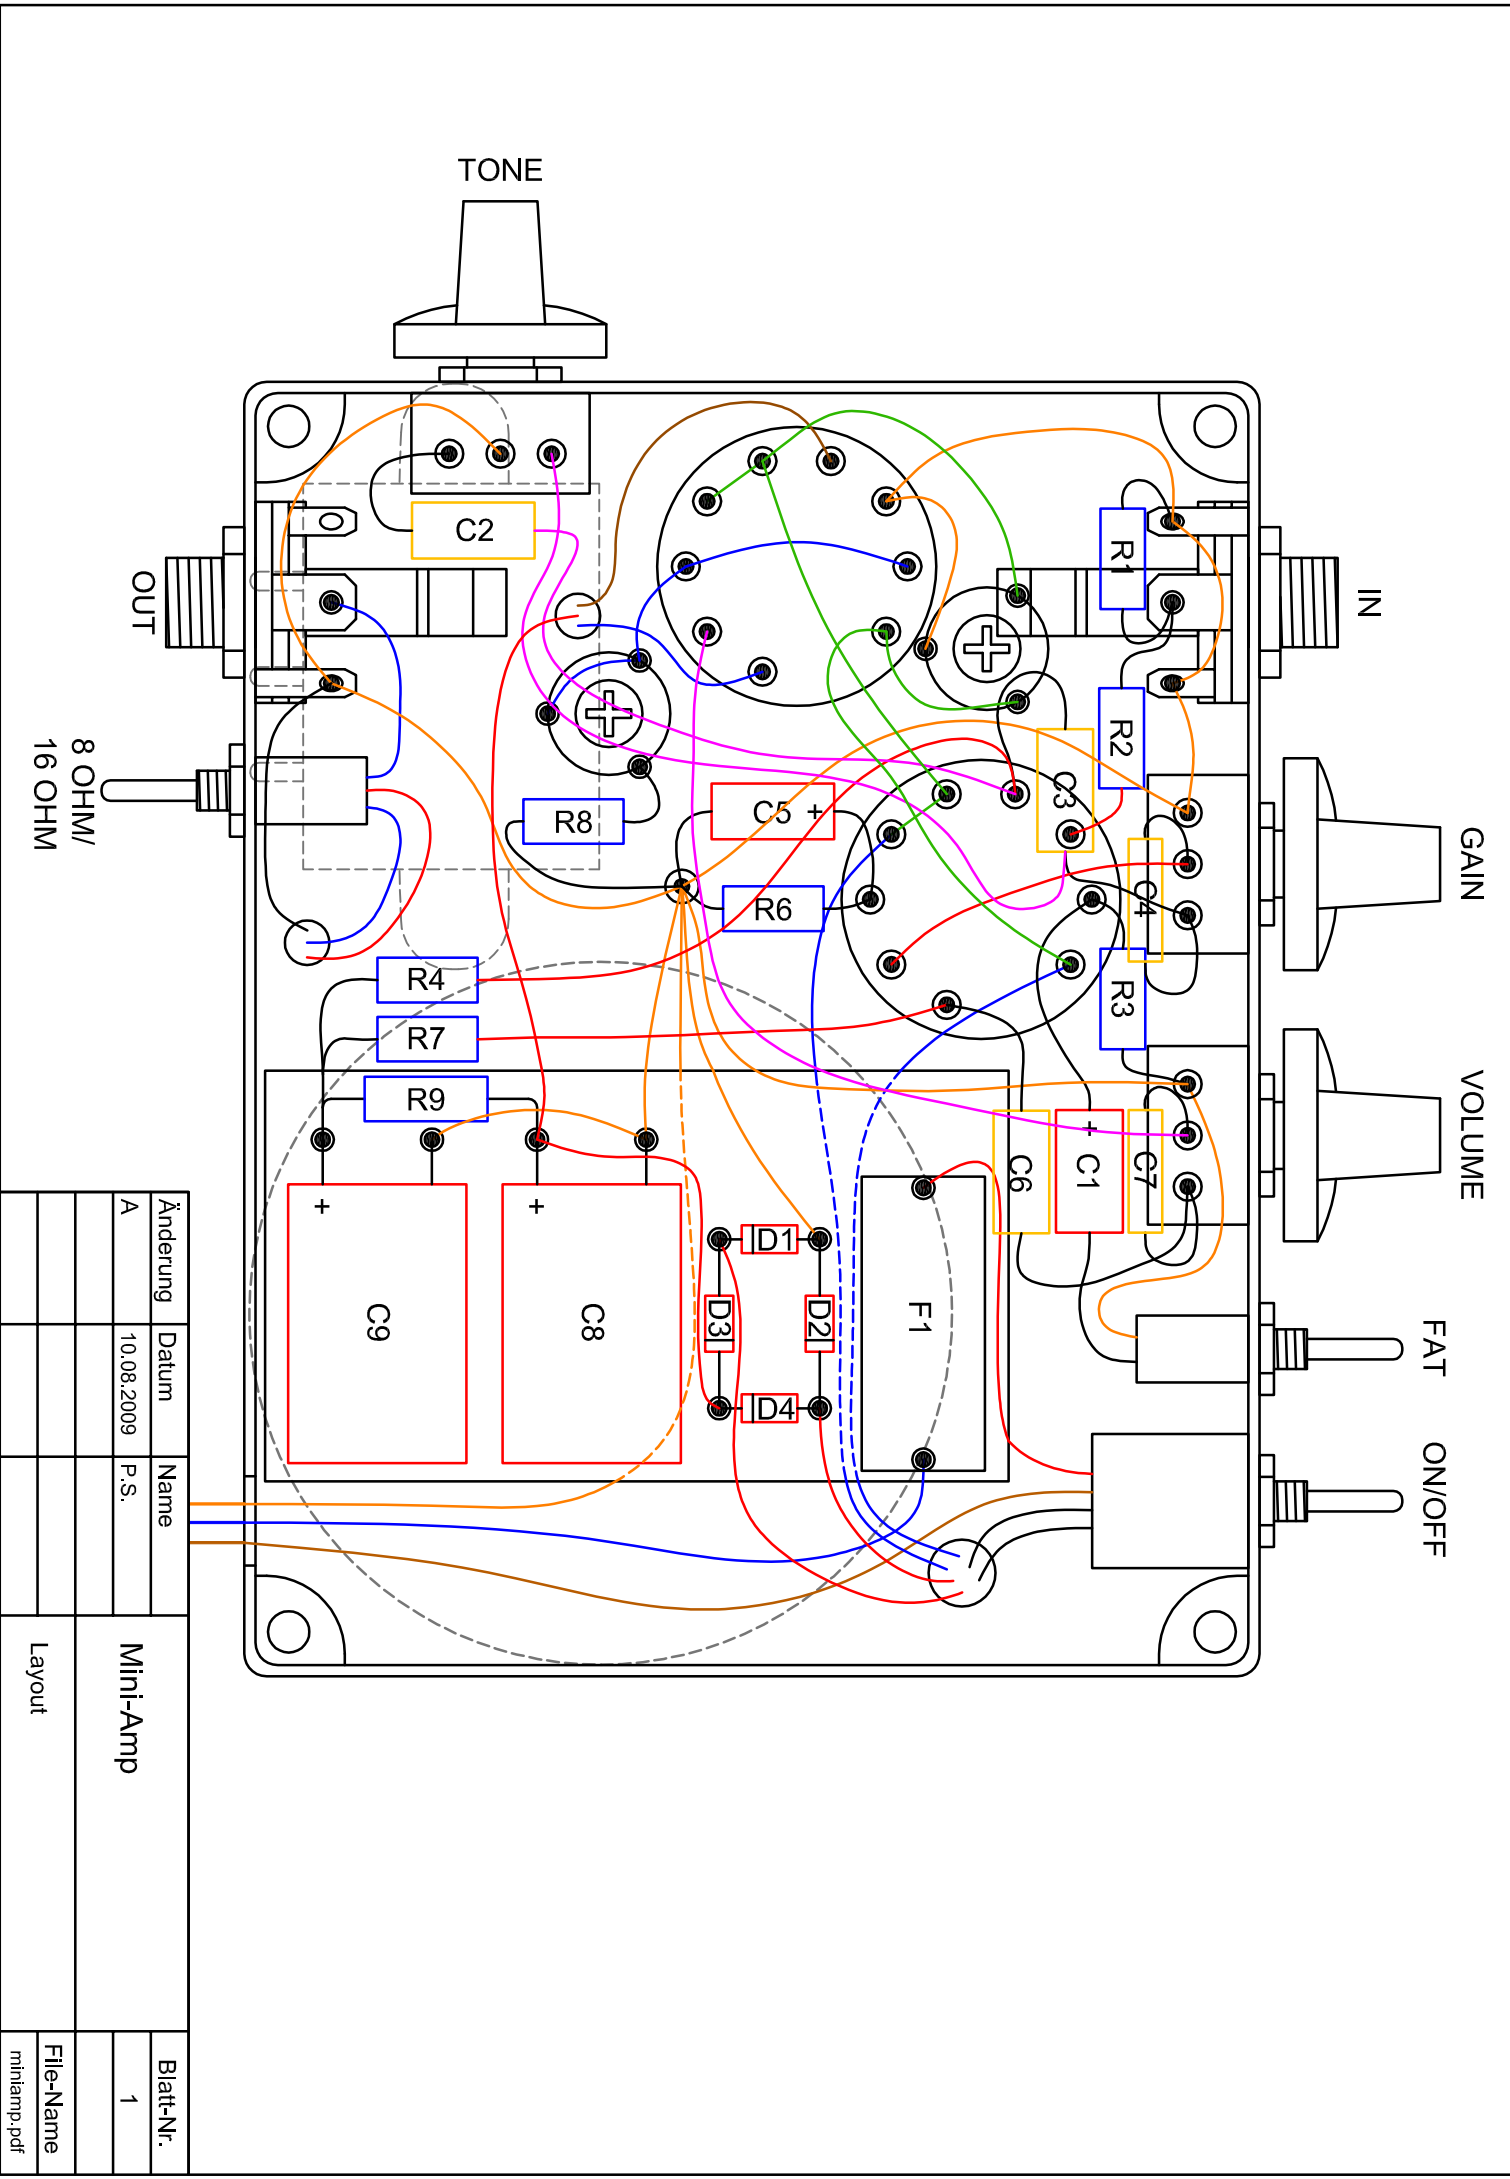 TONE
IN
GAIN
VOLUME
FAT
ON/OFF
OUT
8 OHM/
16 OHM
C2
R1
R2
C3
C4
R3
R8
C5 +
R6
R4
R7
R9
+
C9
+
C8
D1
D2
D3
D4
F1
C6
+ C1
C7
Änderung Datum Name
A 10.08.2009 P.S.
Mini-Amp
Layout
Blatt-Nr.
1
File-Name
miniamp.pdf